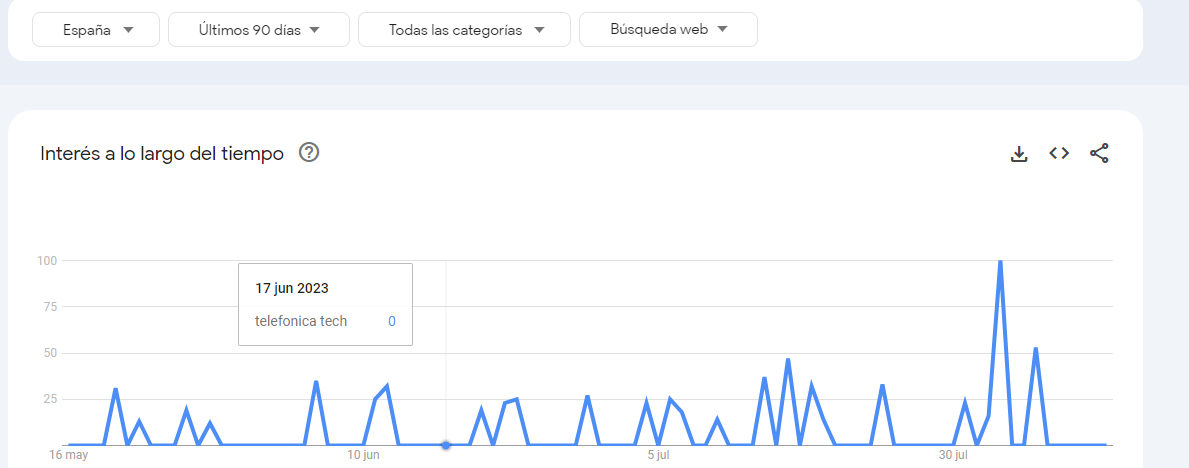 España Últimos 90 días Todas las categorías Búsqueda web
Interés a lo largo del tiempo ?
100
17 jun 2023
75
telefonica tech 0
50
25
16 may 10 jun 5 jul 30 jul